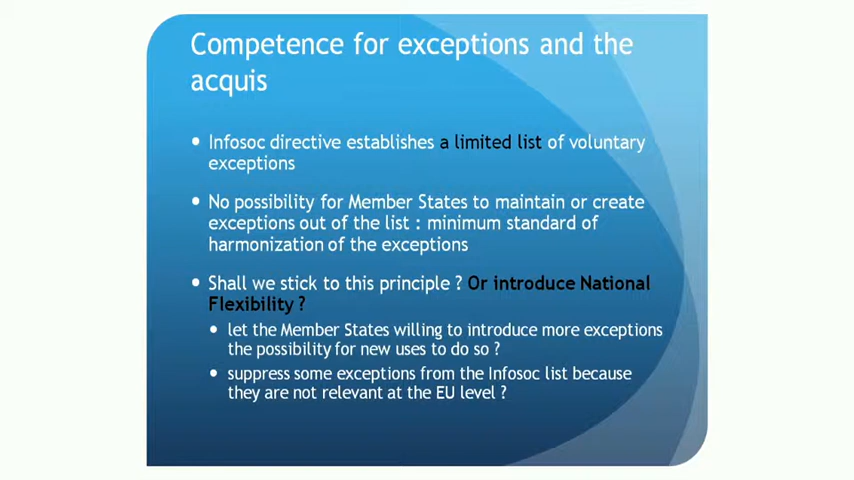 Competence for exceptions and the
acquis
• Infosoc directive establishes a limited list of voluntary
exceptions
• No possibility for Member States to maintain or create
exceptions out of the list : minimum standard of
harmonization of the exceptions
• Shall we stick to this principle ? Or introduce National
Flexibility ?
• let the Member States willing to introduce more exceptions
the possibility for new uses to do so ?
• suppress some exceptions from the Infosoc list because
they are not relevant at the EU level ?